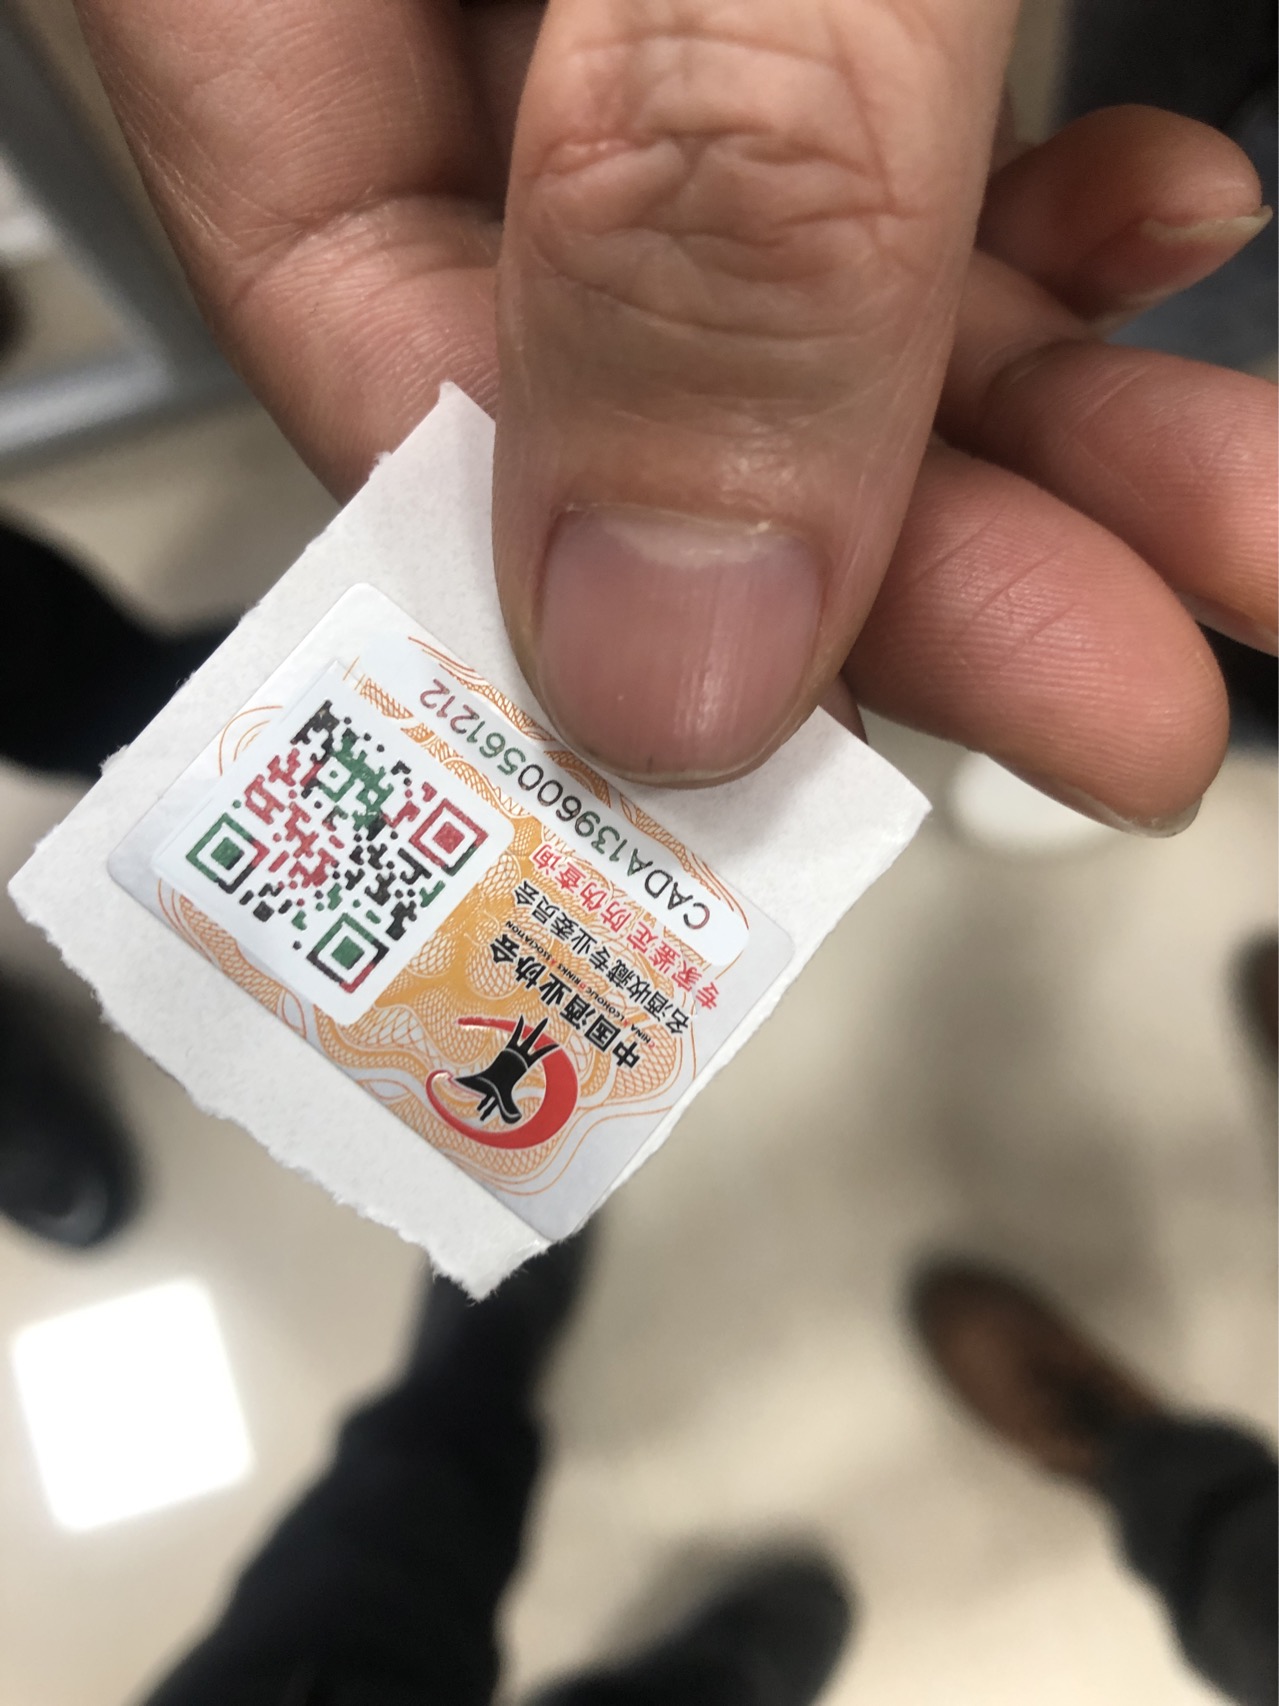 中国酒业协会
CHINA ALCOHOLIC DRINKS ASSOCIATION
名酒收藏专业委员会
专家鉴定防伪查询
CADA139600561212